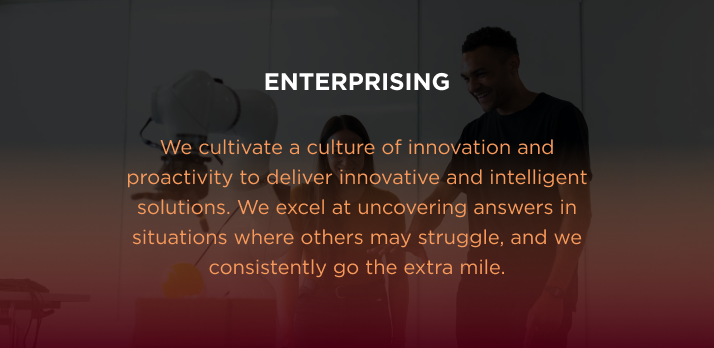 ENTERPRISING
We cultivate a culture of innovation and
proactivity to deliver innovative and intelligent
solutions. We excel at uncovering answers in
situations where others may struggle, and we
consistently go the extra mile.